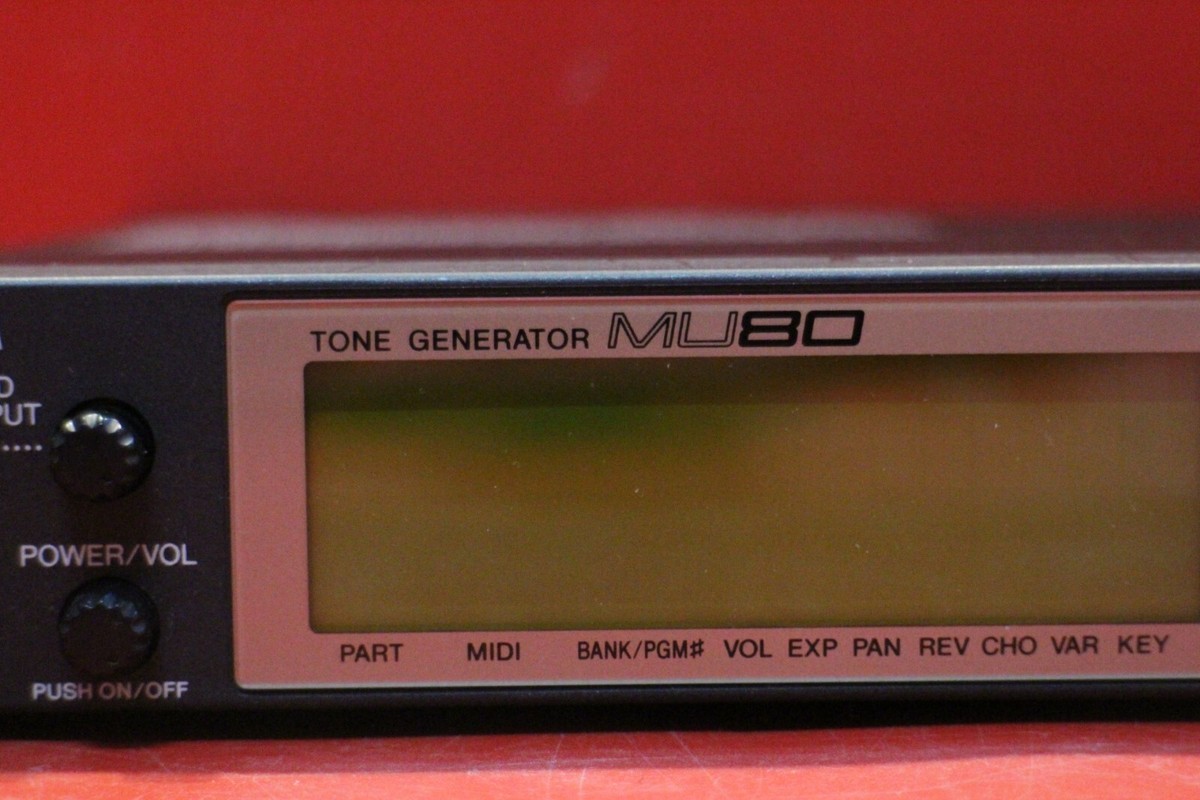 TONE GENERATOR MU80
POWER/VOL
PUSH ON/OFF
PART MIDI BANK/PGM♯ VOL EXP PAN REV CHO VAR KEY